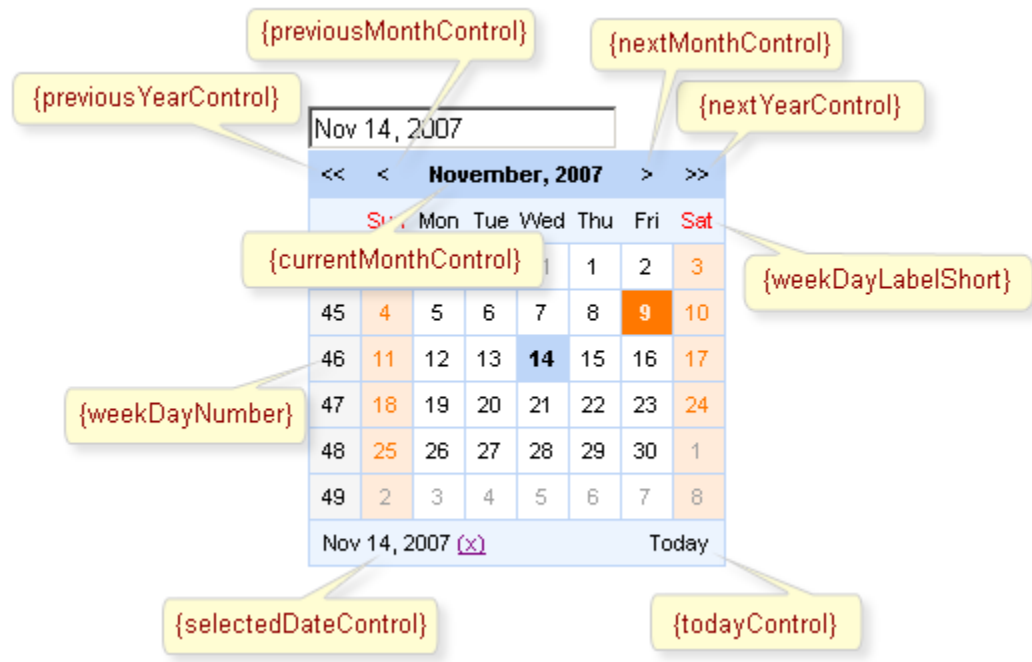 {previousMonthControl}
{nextMonthControl}
{previousYearControl}
{nextYearControl}
Nov 14, 2007
<< < November, 2007 > >>
Mon Tue Wed Thu Fri Sat
{currentMonthControl}
1 2 3
{weekDayLabelShort}
45 4 5 6 7 8 9 10
46 11 12 13 14 15 16 17
{weekDayNumber}
47 18 19 20 21 22 23 24
48 25 26 27 28 29 30 1
49 2 3 4 5 6 7 8
Nov 14, 2007 (x) Today
{selectedDateControl}
{todayControl}